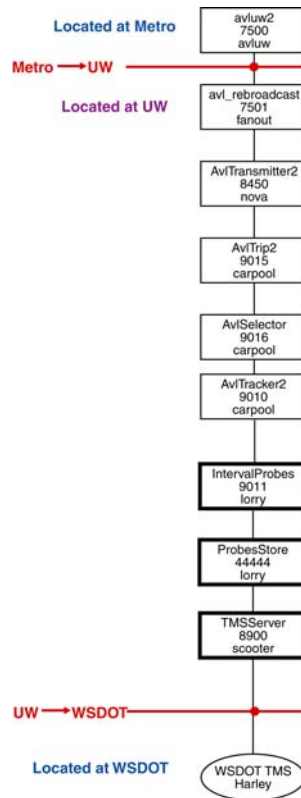 Located at Metro
avluw2
7500
avluw
Metro → UW
Located at UW
avl_rebroadcast
7501
fanout
AvlTransmitter2
8450
nova
AvlTrip2
9015
carpool
AvlSelector
9016
carpool
AvlTracker2
9010
carpool
IntervalProbes
9011
lorry
ProbesStore
44444
lorry
TMSServer
8900
scooter
UW → WSDOT
Located at WSDOT
WSDOT TMS
Harley